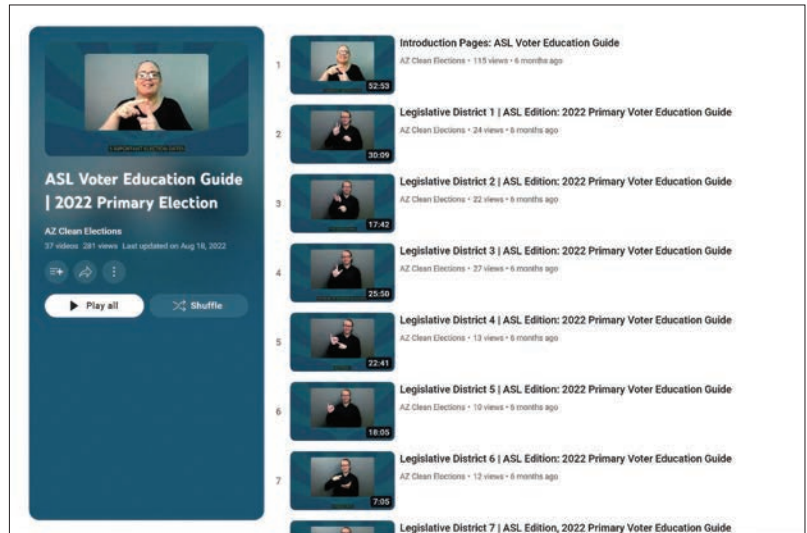 ! IMPORTANT ELECTION DATES
ASL Voter Education Guide
| 2022 Primary Election
AZ Clean Elections
37 videos 281 views Last updated on Aug 18, 2022
Play all
Shuffle
1
52:53
Introduction Pages: ASL Voter Education Guide
AZ Clean Elections • 115 views • 6 months ago
2
30:09
Legislative District 1 | ASL Edition: 2022 Primary Voter Education Guide
AZ Clean Elections • 24 views • 6 months ago
3
17:42
Legislative District 2 | ASL Edition: 2022 Primary Voter Education Guide
AZ Clean Elections • 22 views • 6 months ago
4
25:50
Legislative District 3 | ASL Edition: 2022 Primary Voter Education Guide
AZ Clean Elections • 27 views • 6 months ago
5
22:41
Legislative District 4 | ASL Edition: 2022 Primary Voter Education Guide
AZ Clean Elections • 13 views • 6 months ago
6
18:05
Legislative District 5 | ASL Edition: 2022 Primary Voter Education Guide
AZ Clean Elections • 10 views • 6 months ago
7
7:05
Legislative District 6 | ASL Edition: 2022 Primary Voter Education Guide
AZ Clean Elections • 12 views • 6 months ago
Legislative District 7 | ASL Edition, 2022 Primary Voter Education Guide